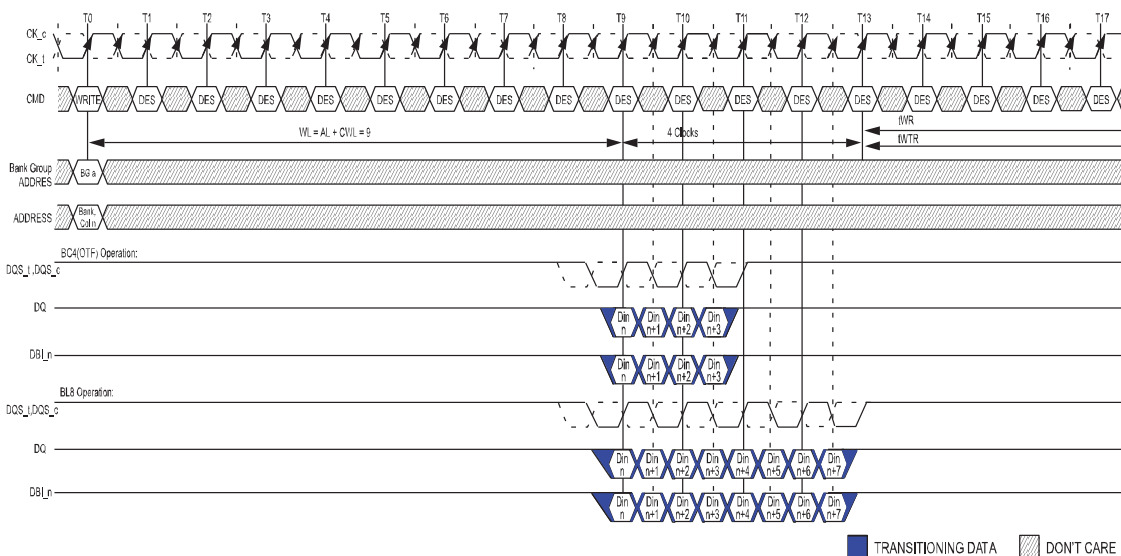 T0 T1 T2 T3 T4 T5 T6 T7 T8 T9 T10 T11 T12 T13 T14 T15 T16 T17
CK_c
CK_t
CMD WRITE DES DES DES DES DES DES DES DES DES DES DES DES DES DES DES DES DES
WL = AL + CWL = 9 4 Clocks tWR
tWTR
Bank Group
ADDRES
BG a
ADDRESS
Bank,
Col n
BC4(OTF) Operation:
DQS_t,DQS_c
DQ
Din n Din n+1 Din n+2 Din n+3
DBI_n
Din n Din n+1 Din n+2 Din n+3
BL8 Operation:
DQS_t,DQS_c
DQ
Din n Din n+1 Din n+2 Din n+3 Din n+4 Din n+5 Din n+6 Din n+7
DBI_n
Din n Din n+1 Din n+2 Din n+3 Din n+4 Din n+5 Din n+6 Din n+7
TRANSITIONING DATA DON'T CARE